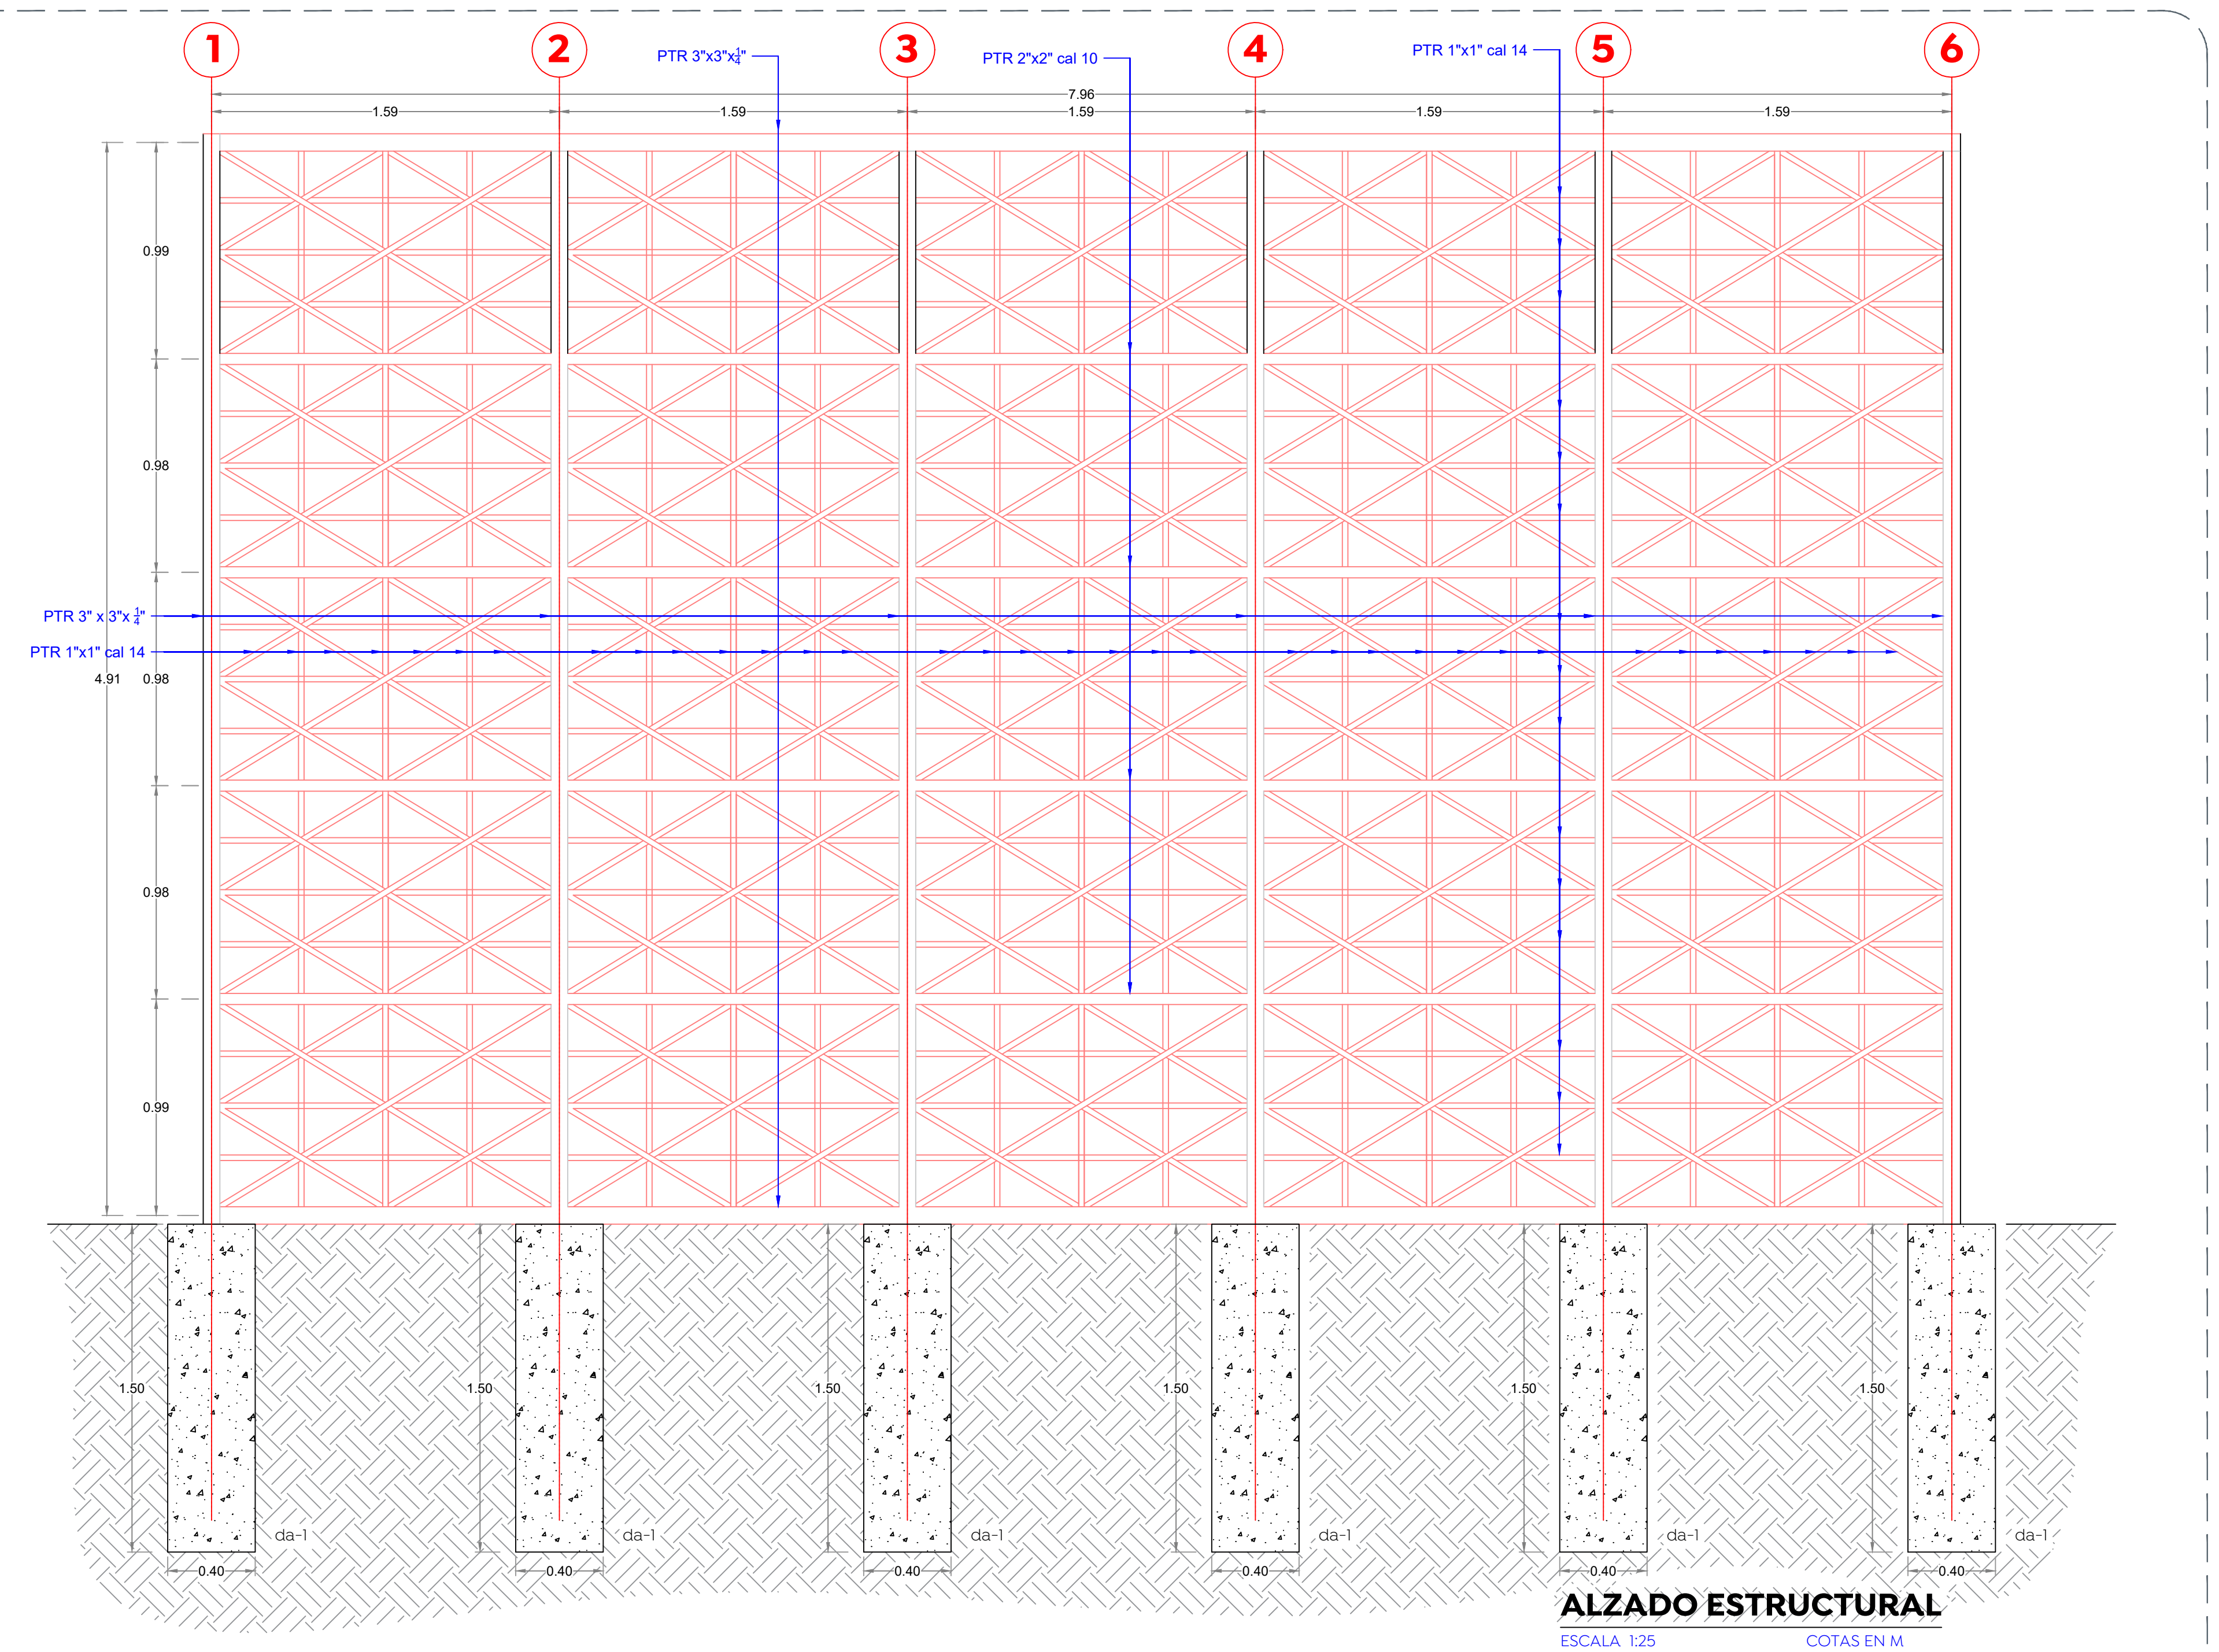 1
2
3
4
5
6
PTR 3"x3"x1/4"
PTR 2"x2" cal 10
PTR 1"x1" cal 14
7.96
1.59
1.59
1.59
1.59
1.59
0.99
0.98
PTR 3" x 3"x 1/4"
PTR 1"x1" cal 14
4.91
0.98
0.98
0.99
1.50
1.50
1.50
1.50
1.50
1.50
da-1
da-1
da-1
da-1
da-1
da-1
0.40
0.40
0.40
0.40
0.40
0.40
ALZADO ESTRUCTURAL
ESCALA 1:25
COTAS EN M